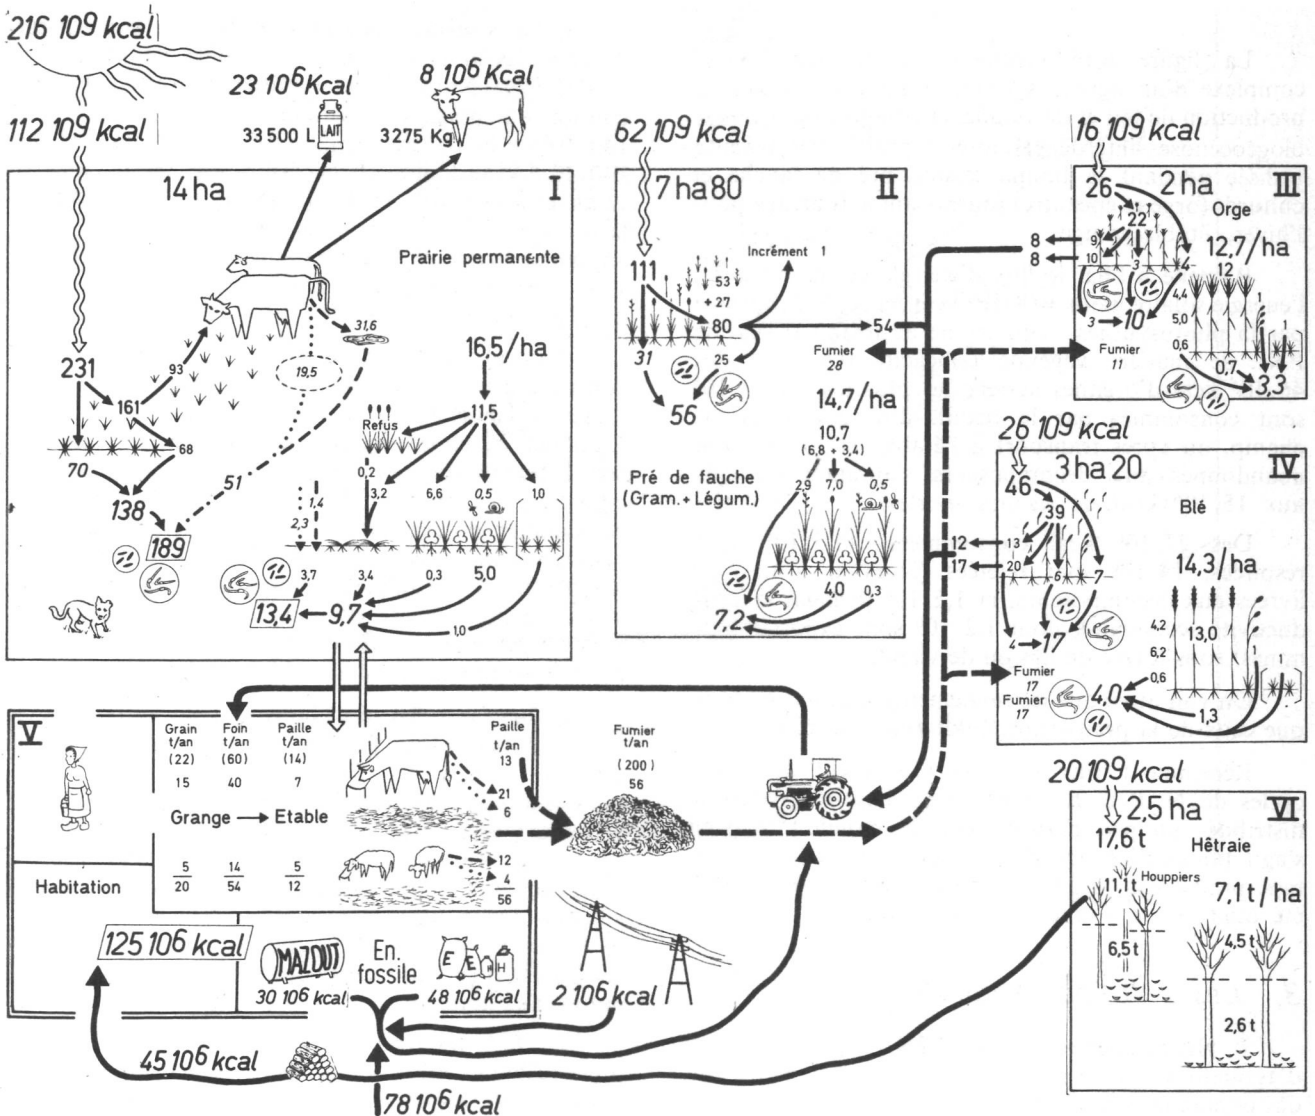 216 10⁹ kcal
23 10⁶ Kcal
8 10⁶ Kcal
33 500 L
LAIT
3275 Kg
112 10⁹ kcal
62 10⁹ kcal
16 10⁹ kcal
14 ha
I
Prairie permanente
231
161
93
70
68
138
189
31,6
19,5
51
16,5/ha
11,5
Refus
0,2
3,2
6,6
0,5
1,0
1,4
2,3
3,7
3,4
0,3
5,0
13,4
9,7
1,0
7 ha 80
II
111
53
+ 27
80
Incrément 1
31
25
56
54
Fumier
28
14,7/ha
10,7
(6,8 + 3,4)
2,9
7,0
0,5
Pré de fauche
(Gram. + Légum.)
4,0
0,3
7,2
26
2 ha
III
Orge
22
8
9
8
10
3
4
3
10
Fumier
11
12,7/ha
12
4,4
5,0
0,6
0,7
1
1
3,3
26 10⁹ kcal
3 ha 20
IV
46
39
Blé
12
13
17
20
6
7
4
17
Fumier
17
Fumier
17
14,3/ha
4,2
13,0
6,2
0,6
1
1,3
4,0
V
Grain
t/an
(22)
15
Foin
t/an
(60)
40
Paille
t/an
(14)
7
Grange
Etable
5
20
14
54
5
12
Paille
t/an
13
21
6
12
4
56
Fumier
t/an
(200)
56
Habitation
125 10⁶ kcal
MAZOUT
30 10⁶ kcal
En.
fossile
E
E
H
H
48 10⁶ kcal
2 10⁶ kcal
45 10⁶ kcal
78 10⁶ kcal
20 10⁹ kcal
2,5 ha
VI
17,6 t
Hêtraie
Houppiers
11,1 t
6,5 t
7,1 t/ha
4,5 t
2,6 t